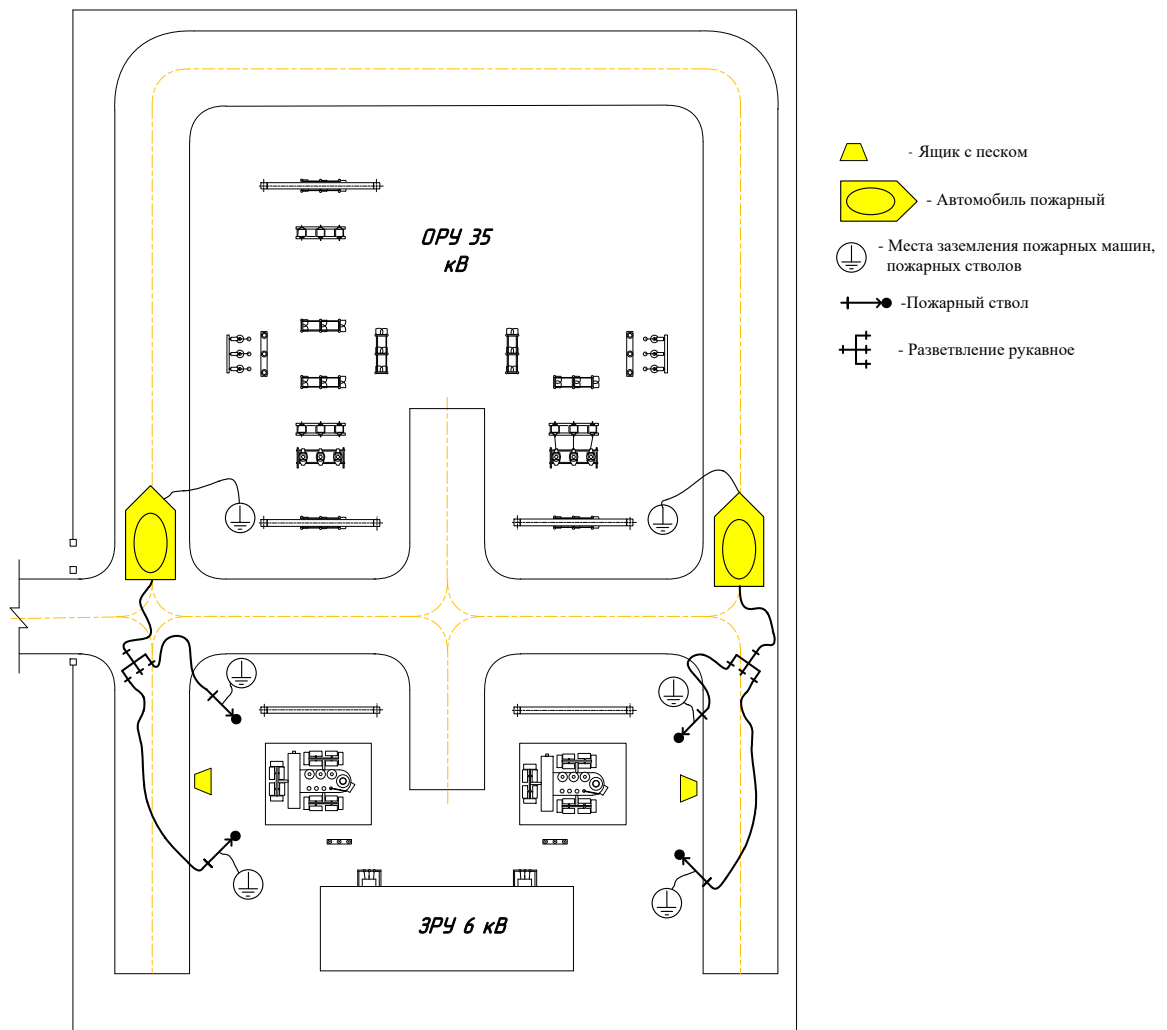 ОРУ 35
кВ
ЗРУ 6 кВ
- Ящик с песком
- Автомобиль пожарный
- Места заземления пожарных машин,
пожарных стволов
-Пожарный ствол
- Разветвление рукавное